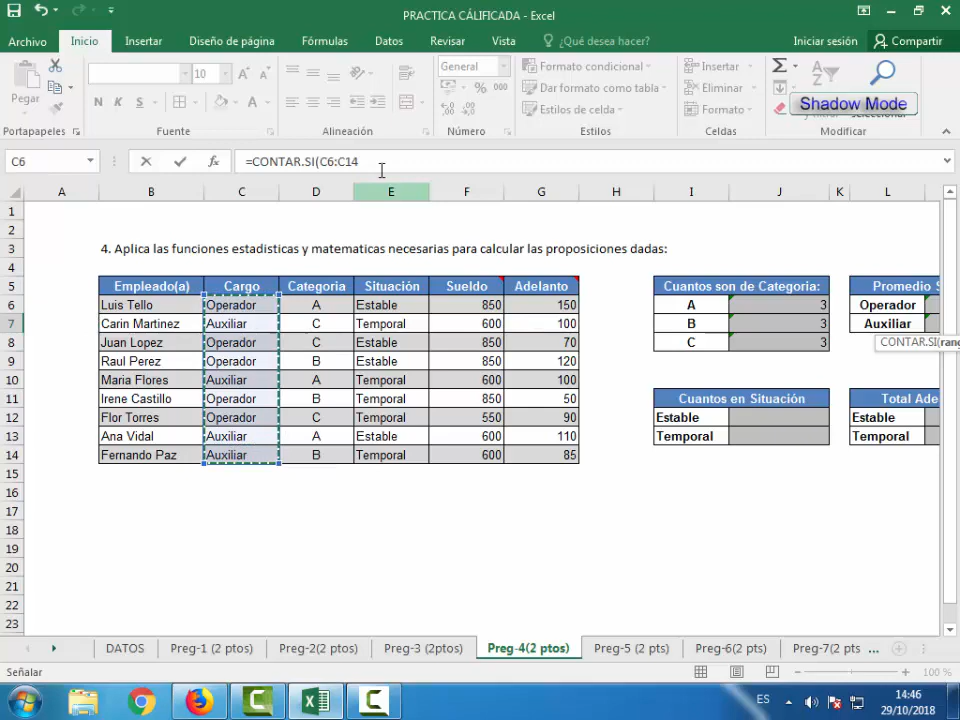 PRACTICA CÁLIFICADA - Excel
Archivo Inicio Insertar Diseño de página Fórmulas Datos Revisar Vista ¿Qué desea hacer? Iniciar sesión Compartir
Pegar
Portapapeles
10
N K S
Fuente
Alineación
General
% 000
Número
Formato condicional
Dar formato como tabla
Estilos de celda
Estilos
Insertar
Eliminar
Formato
Celdas
Shadow Mode
Modificar
C6 fx =CONTAR.SI(C6:C14
A B C D E F G H I J K L
1
2
3 4. Aplica las funciones estadisticas y matematicas necesarias para calcular las proposiciones dadas:
4
5 Empleado(a) Cargo Categoria Situación Sueldo Adelanto Cuantos son de Categoria: Promedio S
6 Luis Tello Operador A Estable 850 150 A 3 Operador
7 Carin Martinez Auxiliar C Temporal 600 100 B 3 Auxiliar
8 Juan Lopez Operador C Estable 850 70 C 3 CONTAR.SI(rang
9 Raul Perez Operador B Estable 850 120
10 Maria Flores Auxiliar A Temporal 600 100
11 Irene Castillo Operador B Temporal 850 50 Cuantos en Situación Total Ade
12 Flor Torres Operador C Temporal 550 90 Estable Estable
13 Ana Vidal Auxiliar A Estable 600 110 Temporal Temporal
14 Fernando Paz Auxiliar B Temporal 600 85
15
16
17
18
19
20
21
22
23
DATOS Preg-1 (2 ptos) Preg-2(2 ptos) Preg-3 (2ptos) Preg-4(2 ptos) Preg-5 (2 pts) Preg-6(2 pts) Preg-7(2 pts ...
Señalar 100 %
ES 14:46
29/10/2018